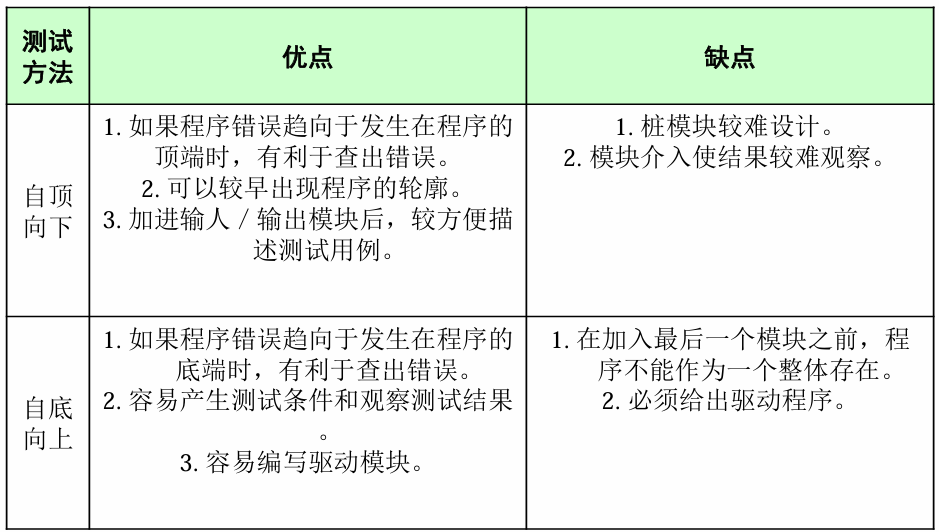 测试
方法
优点
缺点
自顶
向下
1.如果程序错误趋向于发生在程序的
顶端时，有利于查出错误。
2.可以较早出现程序的轮廓。
3.加进输人／输出模块后，较方便描
述测试用例。
1.桩模块较难设计。
2.模块介入使结果较难观察。
自底
向上
1.如果程序错误趋向于发生在程序的
底端时，有利于查出错误。
2.容易产生测试条件和观察测试结果
。
3.容易编写驱动模块。
1.在加入最后一个模块之前，程
序不能作为一个整体存在。
2.必须给出驱动程序。